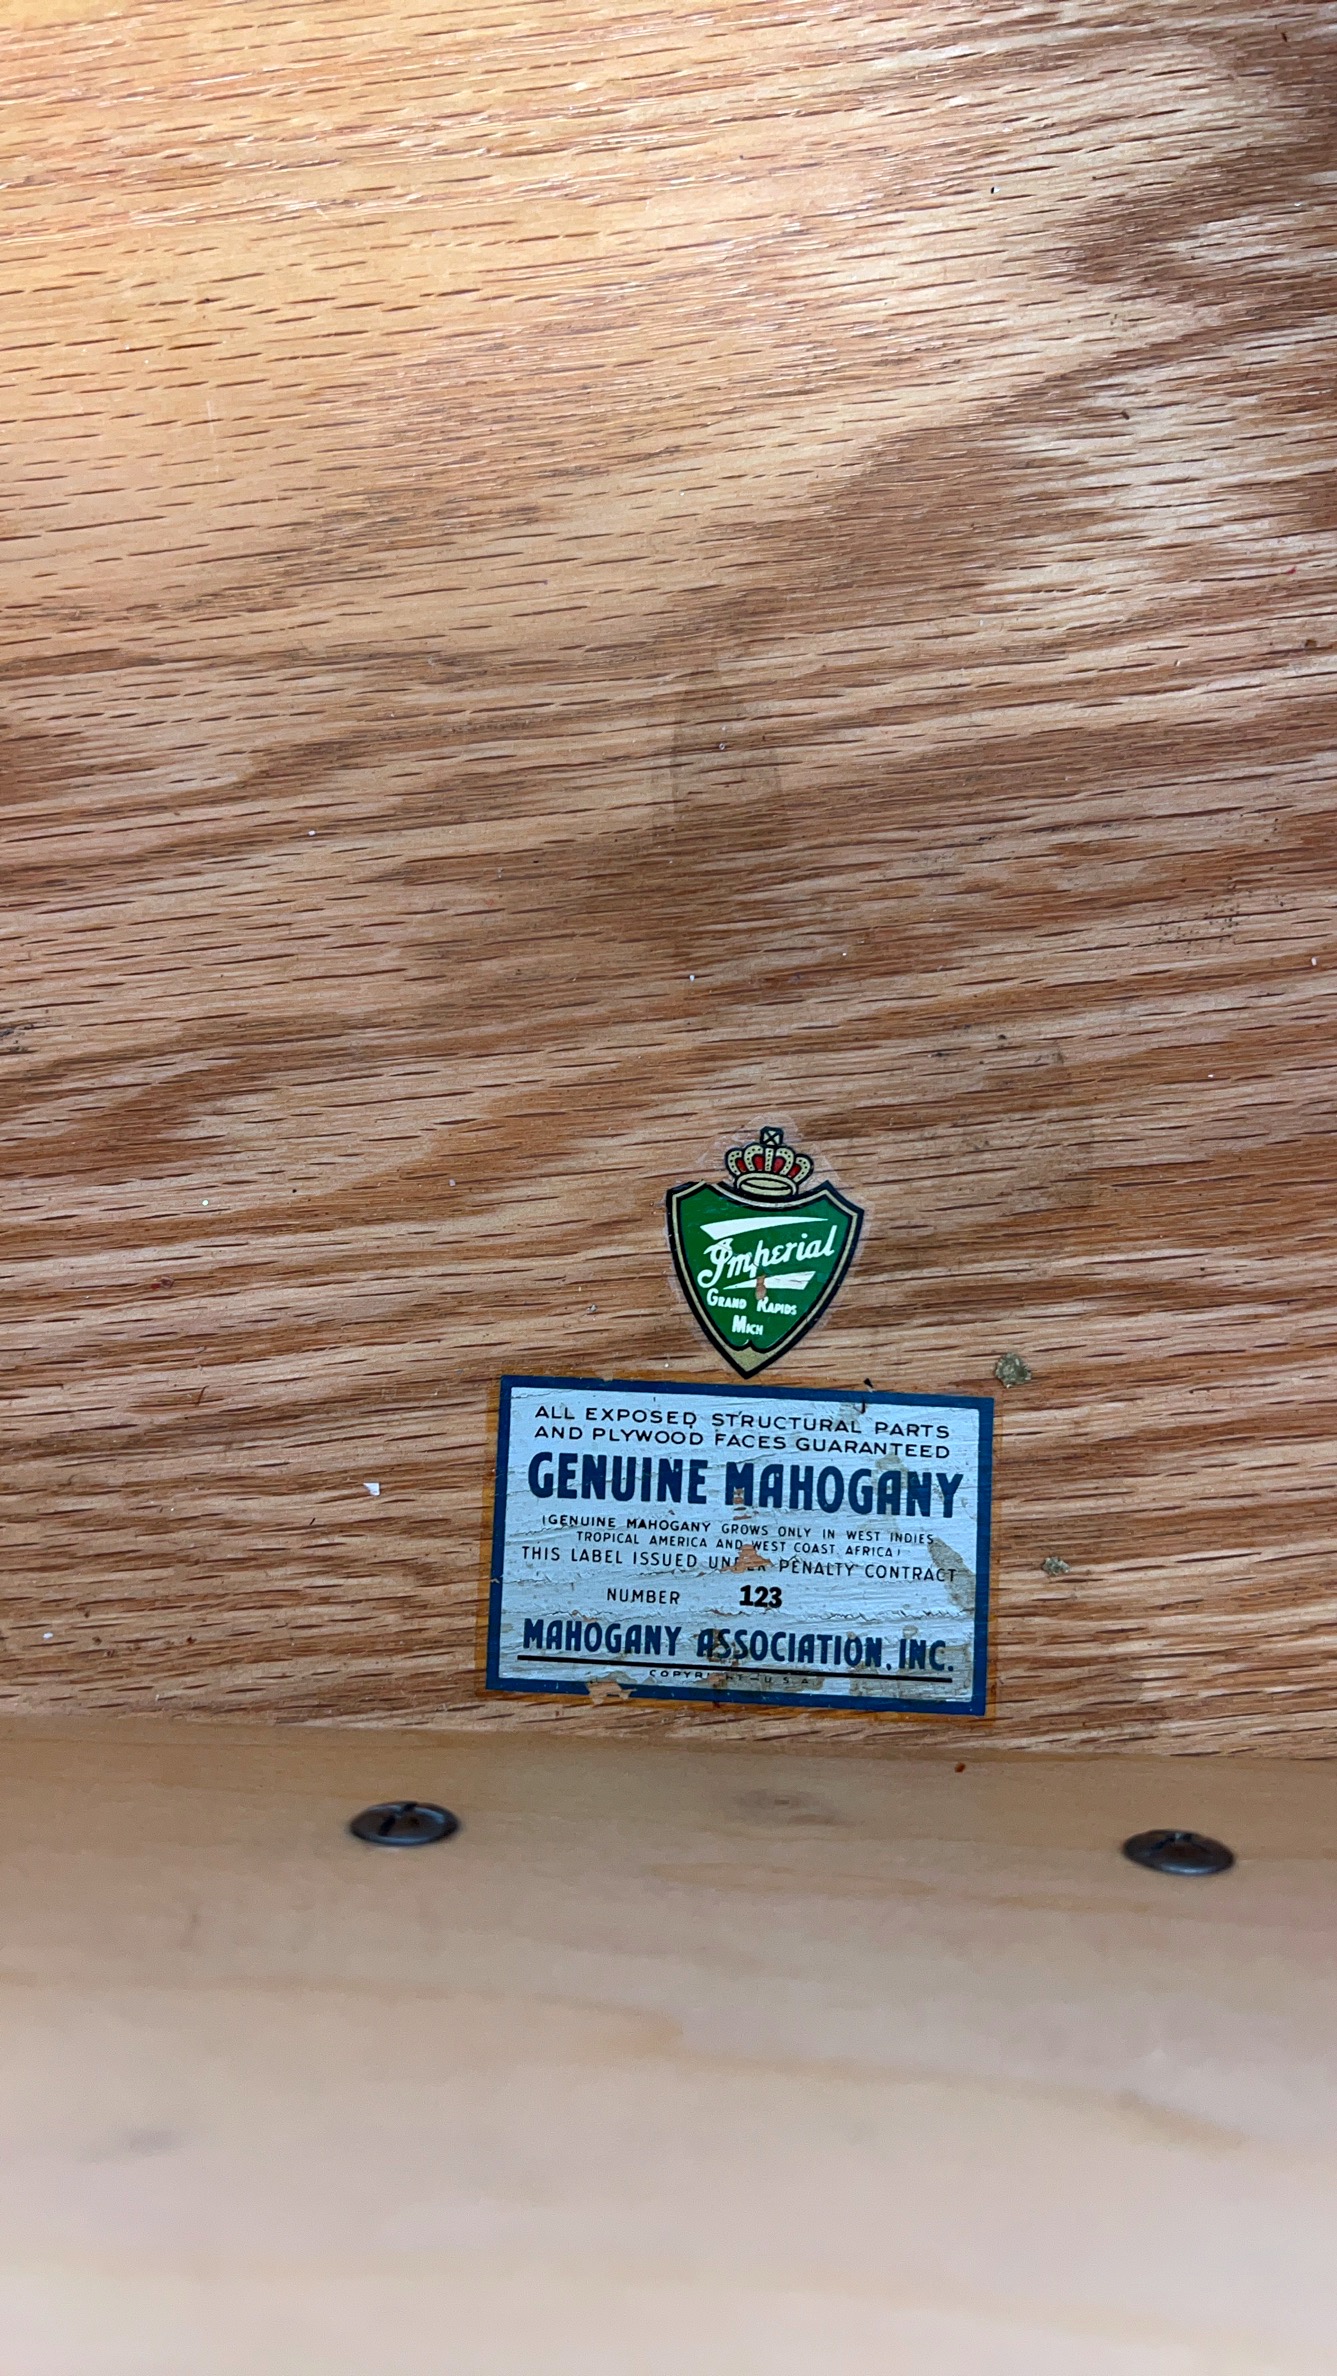 Imperial
GRAND RAPIDS
MICH
ALL EXPOSED STRUCTURAL PARTS
AND PLYWOOD FACES GUARANTEED
GENUINE MAHOGANY
(GENUINE MAHOGANY GROWS ONLY IN WEST INDIES,
TROPICAL AMERICA AND WEST COAST AFRICA)
THIS LABEL ISSUED UNDER PENALTY CONTRACT
NUMBER 123
MAHOGANY ASSOCIATION, INC.
COPYRIGHT - U.S.A.